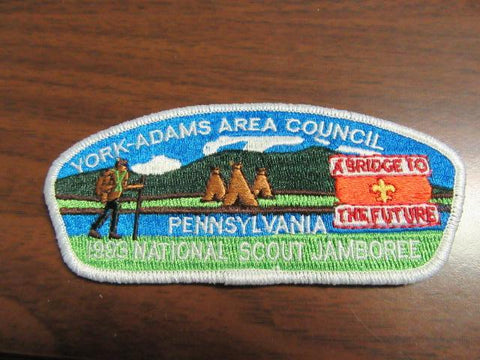 YORK-ADAMS AREA COUNCIL
A BRIDGE TO
THE FUTURE
PENNSYLVANIA
1993 NATIONAL SCOUT JAMBOREE